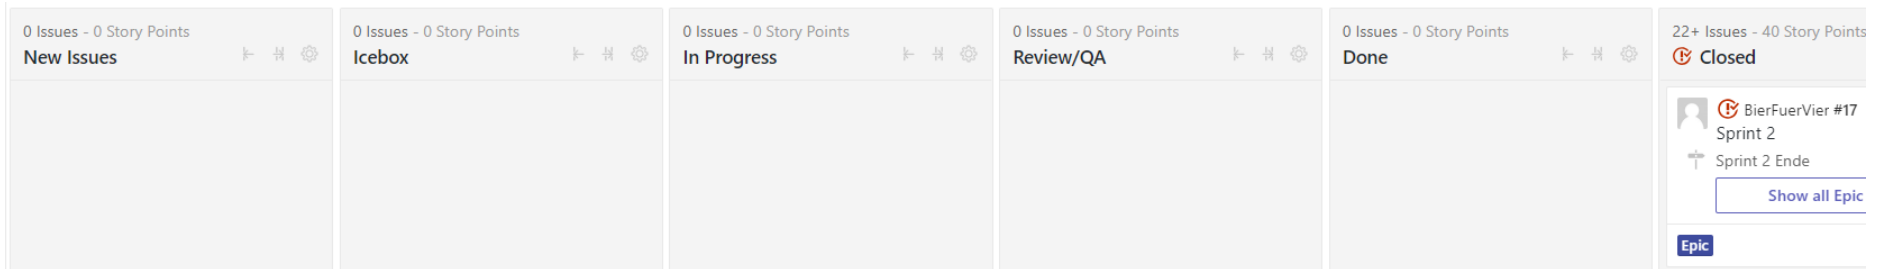 0 Issues - 0 Story Points
New Issues
0 Issues - 0 Story Points
Icebox
0 Issues - 0 Story Points
In Progress
0 Issues - 0 Story Points
Review/QA
0 Issues - 0 Story Points
Done
22+ Issues - 40 Story Points
Closed
BierFuerVier #17
Sprint 2
Sprint 2 Ende
Show all Epic
Epic